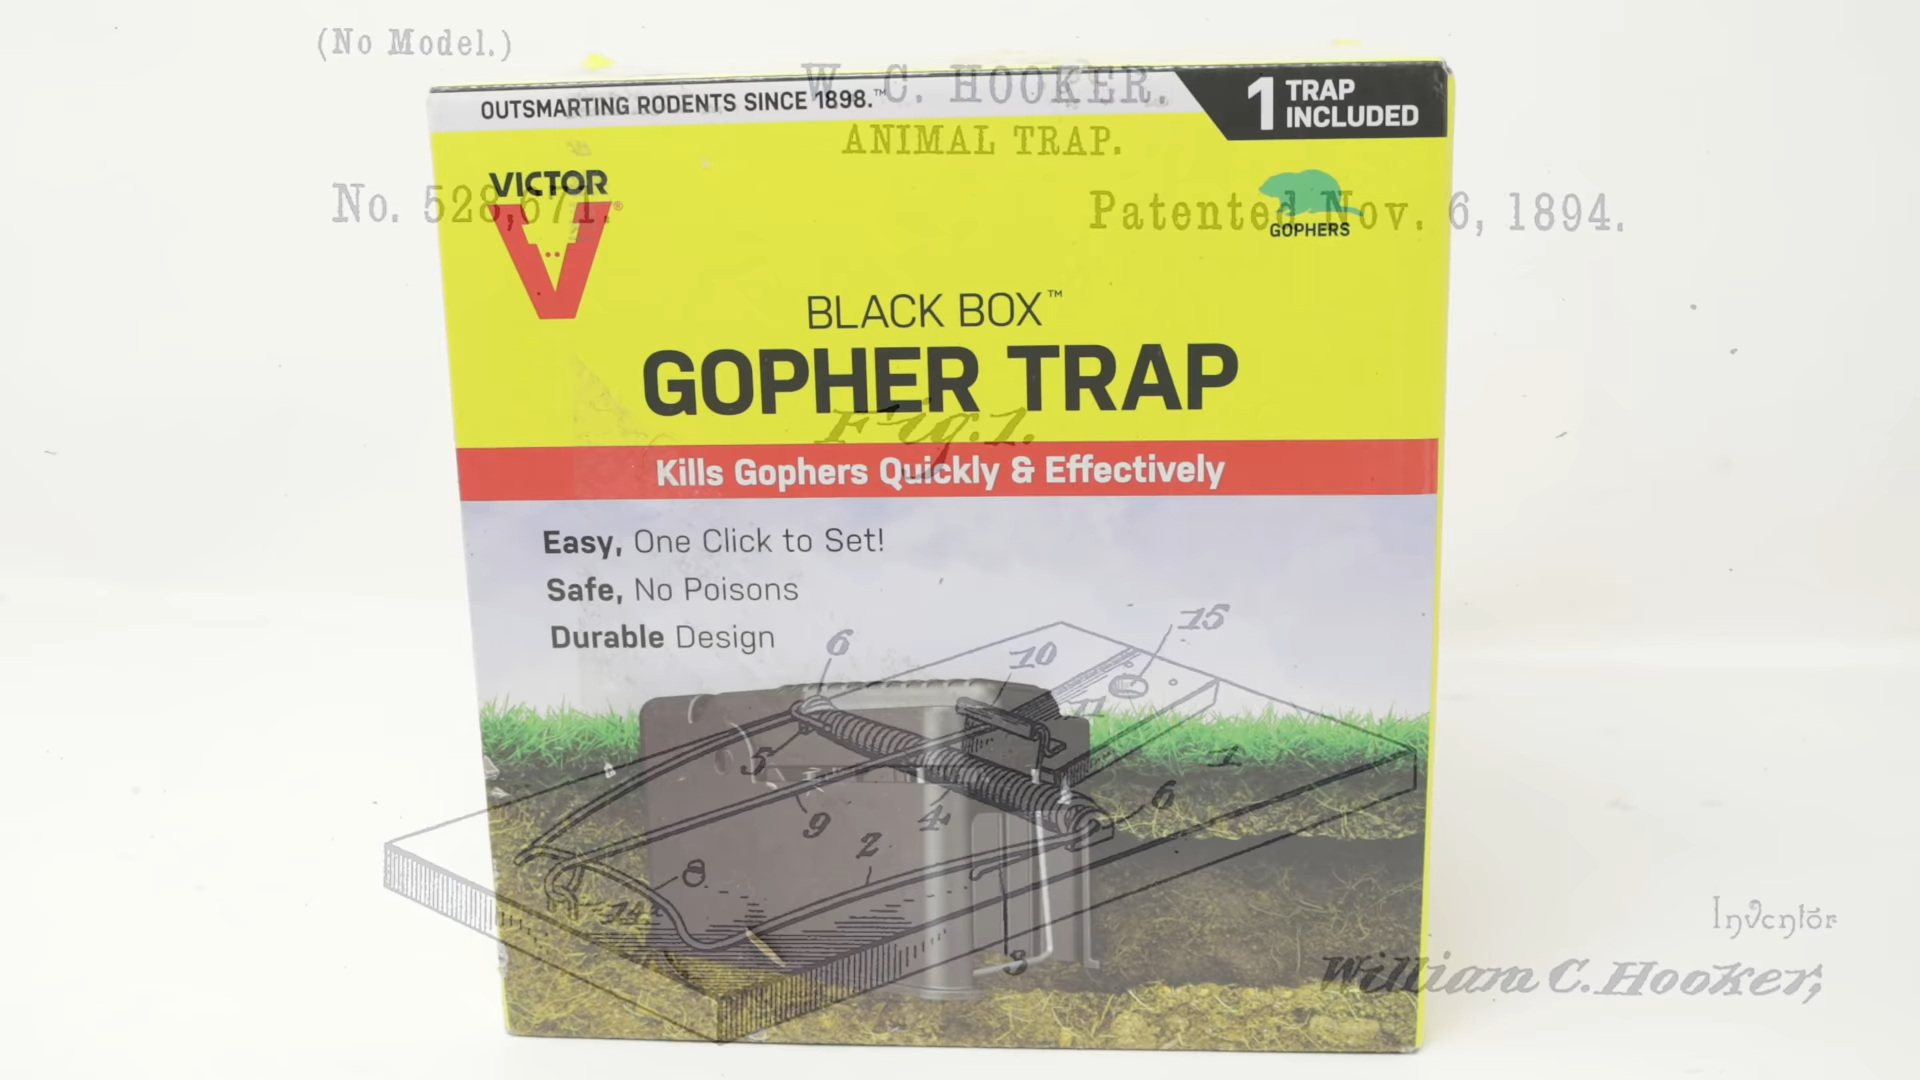 (No Model.)
W. C. HOOKER.
ANIMAL TRAP.
No. 528,671.
Patented Nov. 6, 1894.
OUTSMARTING RODENTS SINCE 1898.™
1 TRAP
INCLUDED
VICTOR
V®
GOPHERS
BLACK BOX™
GOPHER TRAP
Fig.1.
Kills Gophers Quickly & Effectively
Easy, One Click to Set!
Safe, No Poisons
Durable Design
15
6
10
11
5
1
6
9
4
2
8
14
3
Inventor
William C. Hooker,